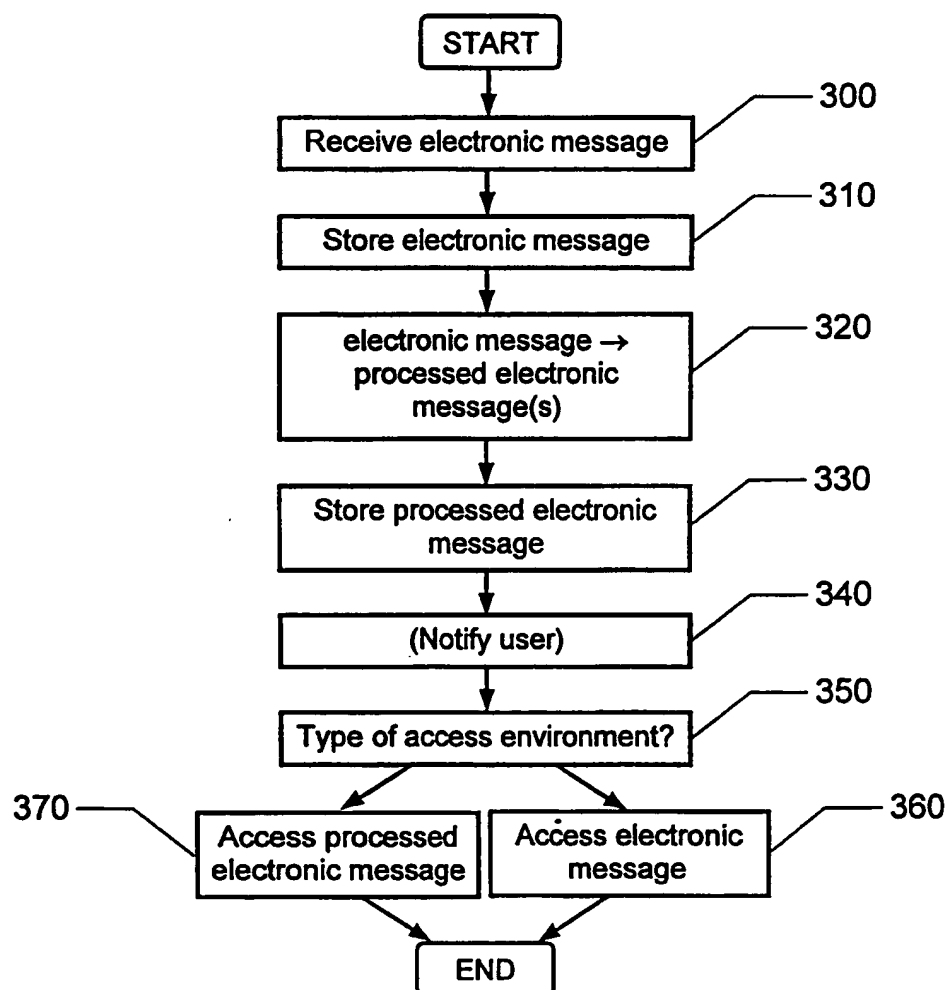 START
300
Receive electronic message
310
Store electronic message
320
electronic message →
processed electronic
message(s)
330
Store processed electronic
message
340
(Notify user)
350
Type of access environment?
370
Access processed
electronic message
360
Access electronic
message
END